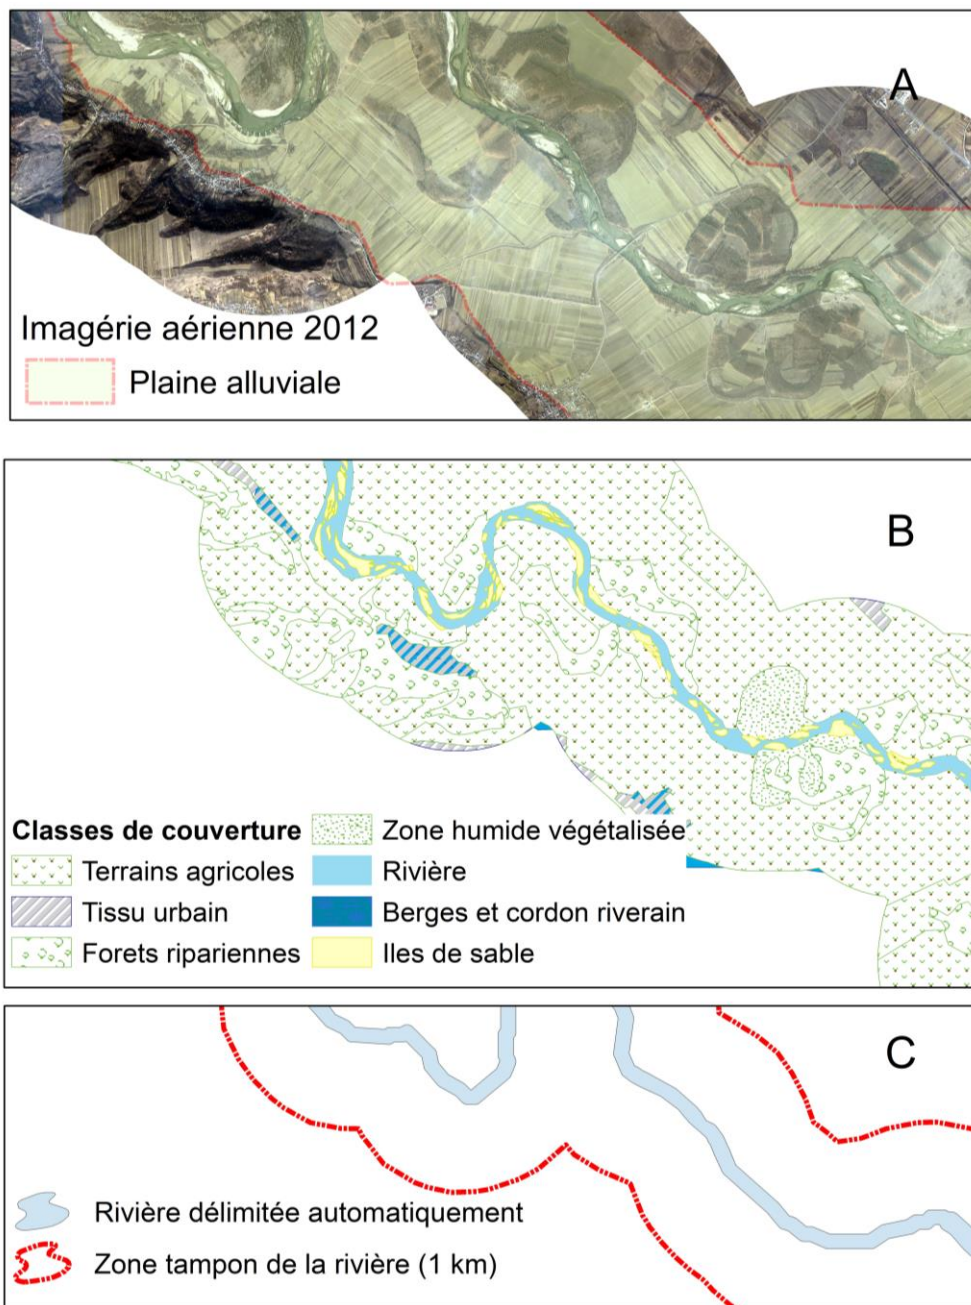 A
Imagérie aérienne 2012
Plaine alluviale
B
Classes de couverture
Terrains agricoles
Tissu urbain
Forets ripariennes
Zone humide végétalisée
Rivière
Berges et cordon riverain
Iles de sable
C
Rivière délimitée automatiquement
Zone tampon de la rivière (1 km)